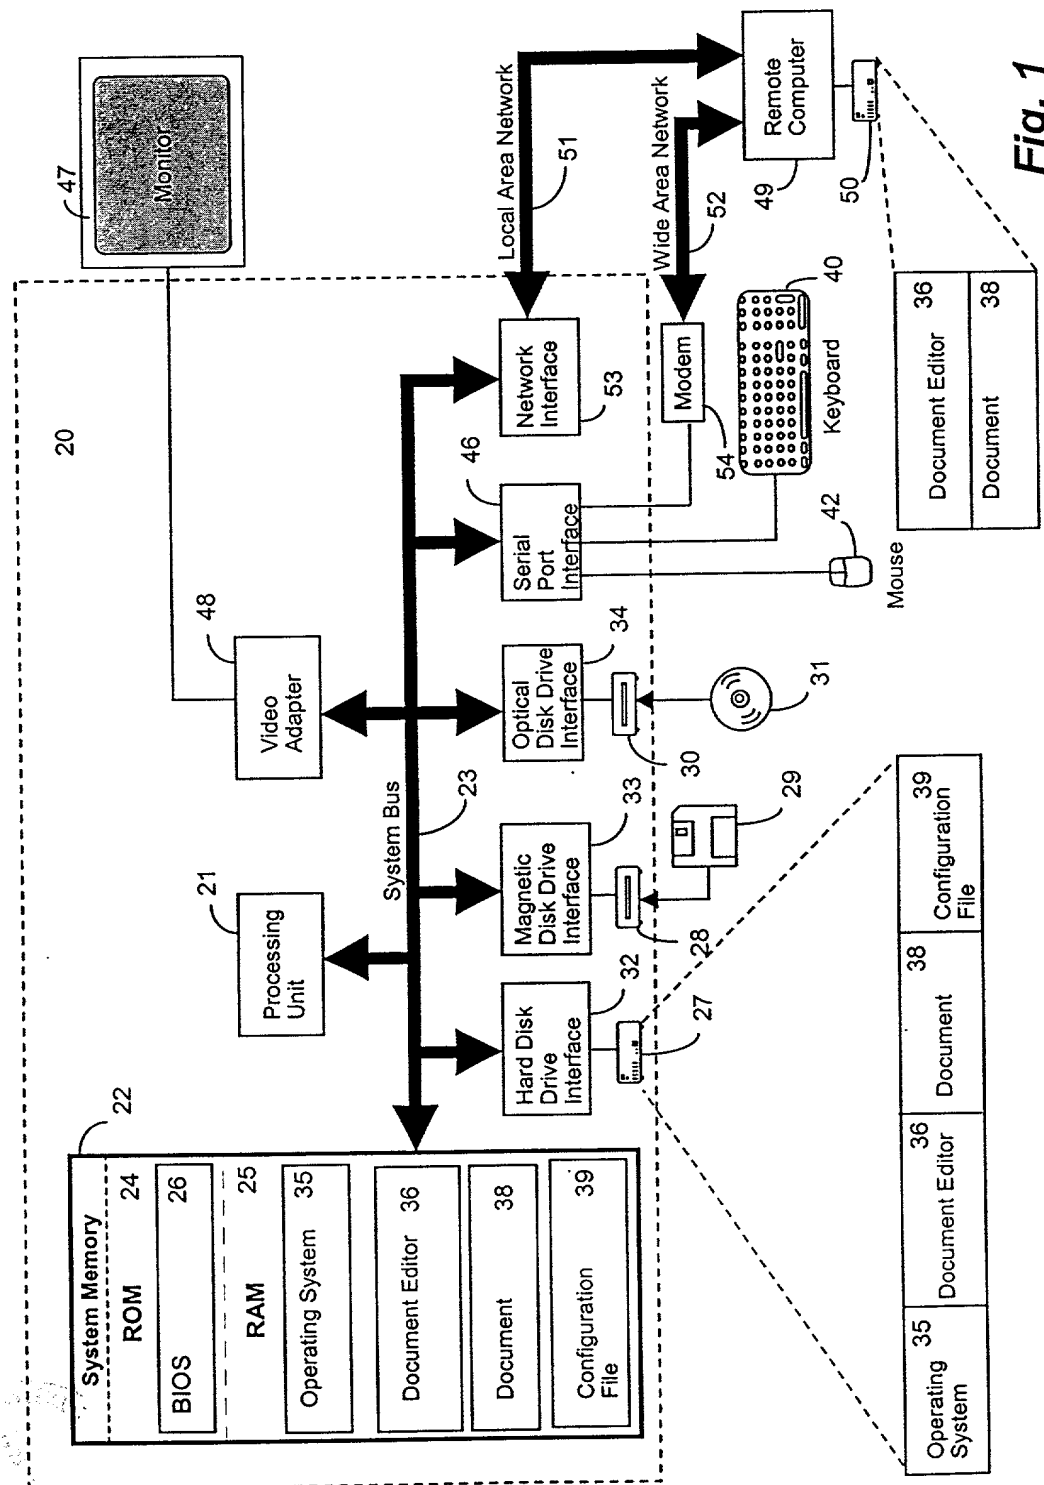 System Memory
22
ROM
24
BIOS
26
RAM
25
Operating System
35
Document Editor
36
Document
38
Configuration
File
39
20
Processing
Unit
21
Video
Adapter
48
Monitor
47
System Bus
23
Hard Disk
Drive
Interface
32
Magnetic
Disk Drive
Interface
33
Optical
Disk Drive
Interface
34
Serial
Port
Interface
46
Network
Interface
53
27
28
29
30
31
Modem
54
Local Area Network
51
Wide Area Network
52
Remote
Computer
49
50
Keyboard
40
Mouse
42
Operating
System
35
Document Editor
36
Document
38
Configuration
File
39
Document Editor
36
Document
38
Fig. 1